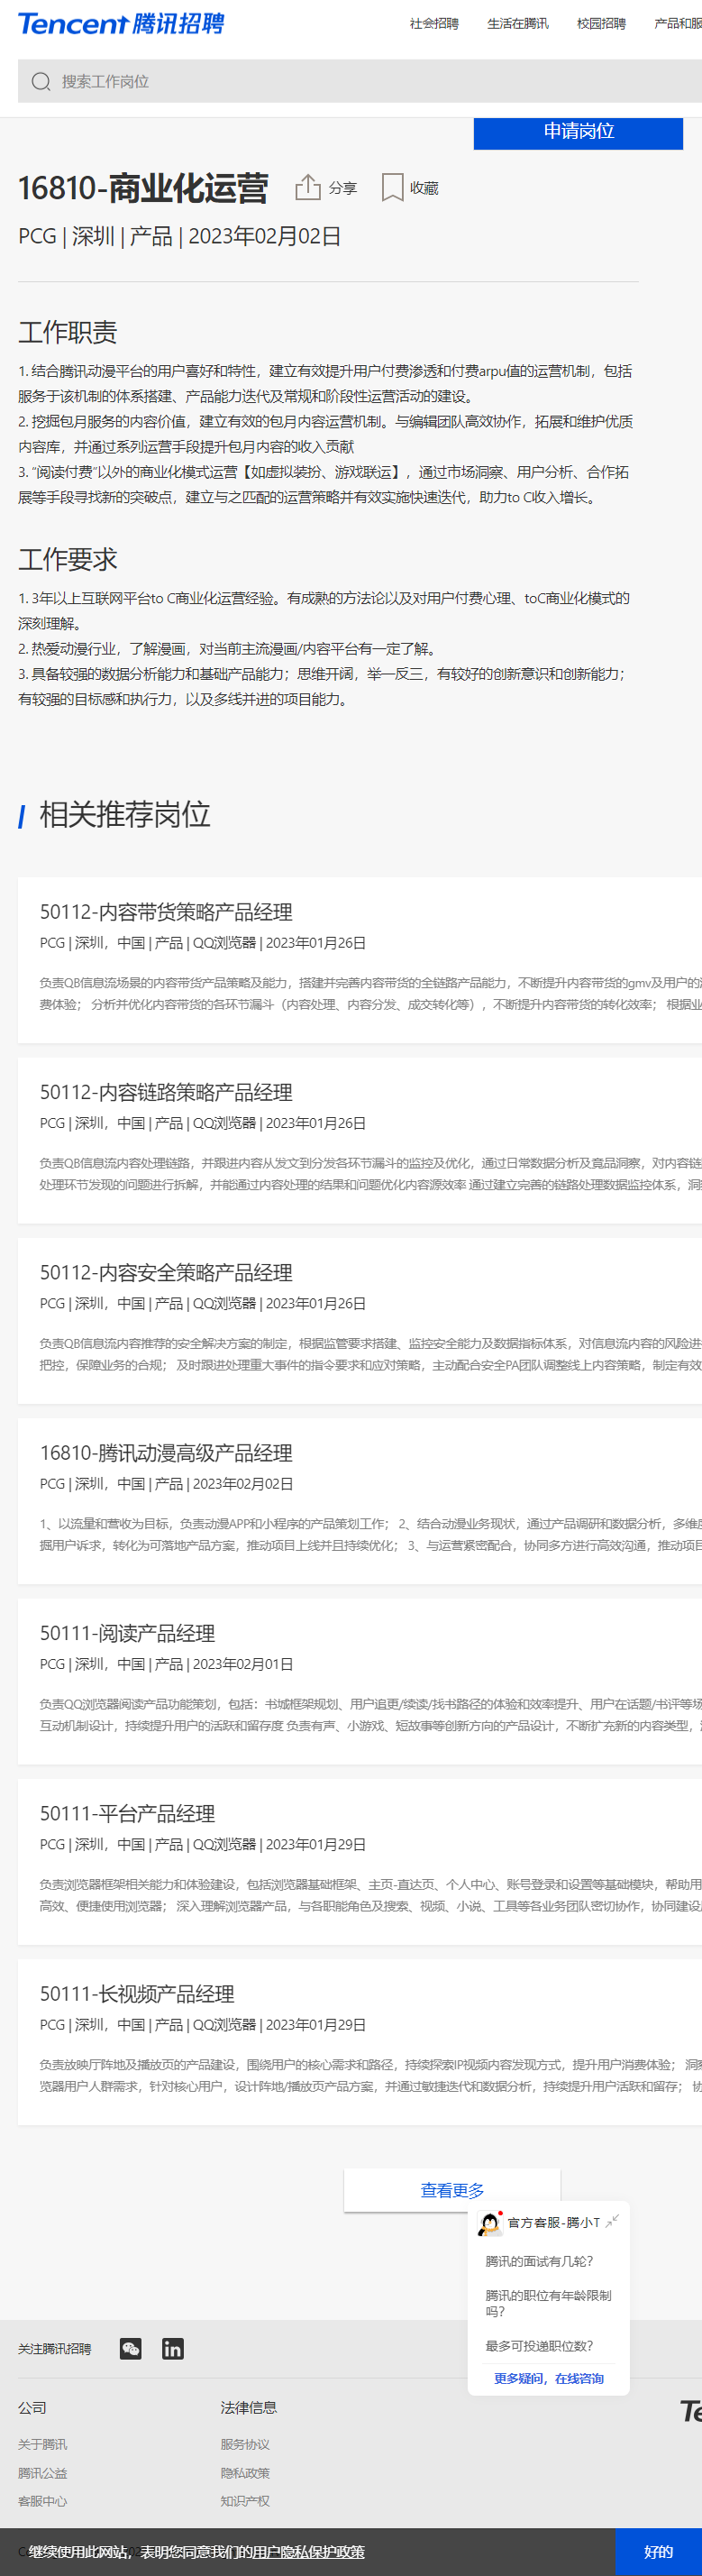 Tencent 腾讯招聘
社会招聘 生活在腾讯 校园招聘 产品和服
搜索工作岗位
申请岗位
16810-商业化运营 分享 收藏
PCG | 深圳 | 产品 | 2023年02月02日
工作职责
1. 结合腾讯动漫平台的用户喜好和特性，建立有效提升用户付费渗透和付费arpu值的运营机制，包括
服务于该机制的体系搭建、产品能力迭代及常规和阶段性运营活动的建设。
2. 挖掘包月服务的内容价值，建立有效的包月内容运营机制。与编辑团队高效协作，拓展和维护优质
内容库，并通过系列运营手段提升包月内容的收入贡献
3. “阅读付费”以外的商业化模式运营【如虚拟装扮、游戏联运】，通过市场洞察、用户分析、合作拓
展等手段寻找新的突破点，建立与之匹配的运营策略并有效实施快速迭代，助力to C收入增长。
工作要求
1. 3年以上互联网平台to C商业化运营经验。有成熟的方法论以及对用户付费心理、toC商业化模式的
深刻理解。
2. 热爱动漫行业，了解漫画，对当前主流漫画/内容平台有一定了解。
3. 具备较强的数据分析能力和基础产品能力；思维开阔，举一反三，有较好的创新意识和创新能力；
有较强的目标感和执行力，以及多线并进的项目能力。
相关推荐岗位
50112-内容带货策略产品经理
PCG | 深圳，中国 | 产品 | QQ浏览器 | 2023年01月26日
负责QB信息流场景的内容带货产品策略及能力，搭建并完善内容带货的全链路产品能力，不断提升内容带货的gmv及用户的
费体验； 分析并优化内容带货的各环节漏斗（内容处理、内容分发、成交转化等），不断提升内容带货的转化效率； 根据业
50112-内容链路策略产品经理
PCG | 深圳，中国 | 产品 | QQ浏览器 | 2023年01月26日
负责QB信息流内容处理链路，并跟进内容从发文到分发各环节漏斗的监控及优化，通过日常数据分析及竟品洞察，对内容链
处理环节发现的问题进行拆解，并能通过内容处理的结果和问题优化内容源效率 通过建立完善的链路处理数据监控体系，洞
50112-内容安全策略产品经理
PCG | 深圳，中国 | 产品 | QQ浏览器 | 2023年01月26日
负责QB信息流内容推荐的安全解决方案的制定，根据监管要求搭建、监控安全能力及数据指标体系，对信息流内容的风险进
把控，保障业务的合规； 及时跟进处理重大事件的指令要求和应对策略，主动配合安全PA团队调整线上内容策略，制定有效
16810-腾讯动漫高级产品经理
PCG | 深圳，中国 | 产品 | 2023年02月02日
1、以流量和营收为目标，负责动漫APP和小程序的产品策划工作； 2、结合动漫业务现状，通过产品调研和数据分析，多维度
掘用户诉求，转化为可落地产品方案，推动项目上线并且持续优化； 3、与运营紧密配合，协同多方进行高效沟通，推动项目
50111-阅读产品经理
PCG | 深圳，中国 | 产品 | 2023年02月01日
负责QQ浏览器阅读产品功能策划，包括：书城框架规划、用户追更/续读/找书路径的体验和效率提升、用户在话题/书评等场
互动机制设计，持续提升用户的活跃和留存度 负责有声、小游戏、短故事等创新方向的产品设计，不断扩充新的内容类型，
50111-平台产品经理
PCG | 深圳，中国 | 产品 | QQ浏览器 | 2023年01月29日
负责浏览器框架相关能力和体验建设，包括浏览器基础框架、主页-直达页、个人中心、账号登录和设置等基础模块，帮助用
高效、便捷使用浏览器； 深入理解浏览器产品，与各职能角色及搜索、视频、小说、工具等各业务团队密切协作，协同建设
50111-长视频产品经理
PCG | 深圳，中国 | 产品 | QQ浏览器 | 2023年01月29日
负责放映厅阵地及播放页的产品建设，围绕用户的核心需求和路径，持续探索IP视频内容发现方式，提升用户消费体验； 洞察
览器用户人群需求，针对核心用户，设计阵地/播放页产品方案，并通过敏捷迭代和数据分析，持续提升用户活跃和留存； 协
查看更多
官方客服-腾小T
腾讯的面试有几轮?
腾讯的职位有年龄限制
吗?
最多可投递职位数?
更多疑问，在线咨询
关注腾讯招聘
公司 法律信息
关于腾讯 服务协议
腾讯公益 隐私政策
客服中心 知识产权
继续使用此网站，表明您同意我们的用户隐私保护政策 好的